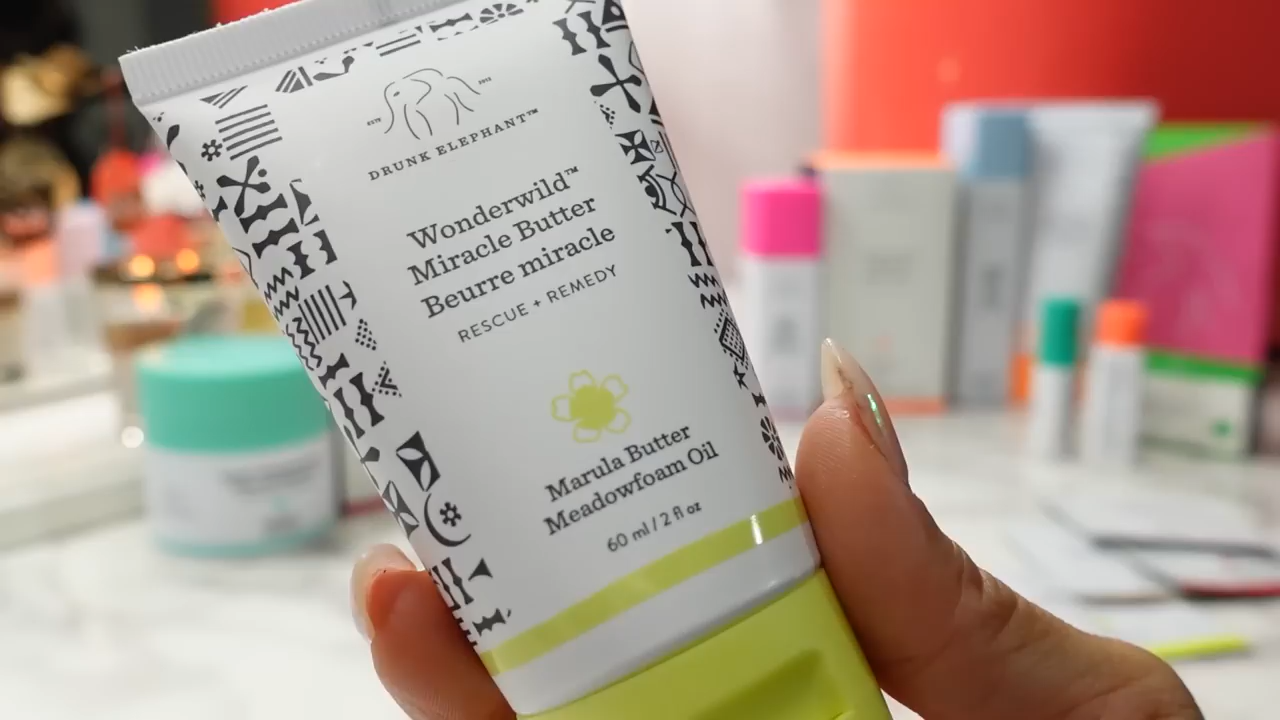 ESTD 2012
DRUNK ELEPHANT™
Wonderwild™
Miracle Butter
Beurre miracle
RESCUE + REMEDY
Marula Butter
Meadowfoam Oil
60 ml / 2 fl oz